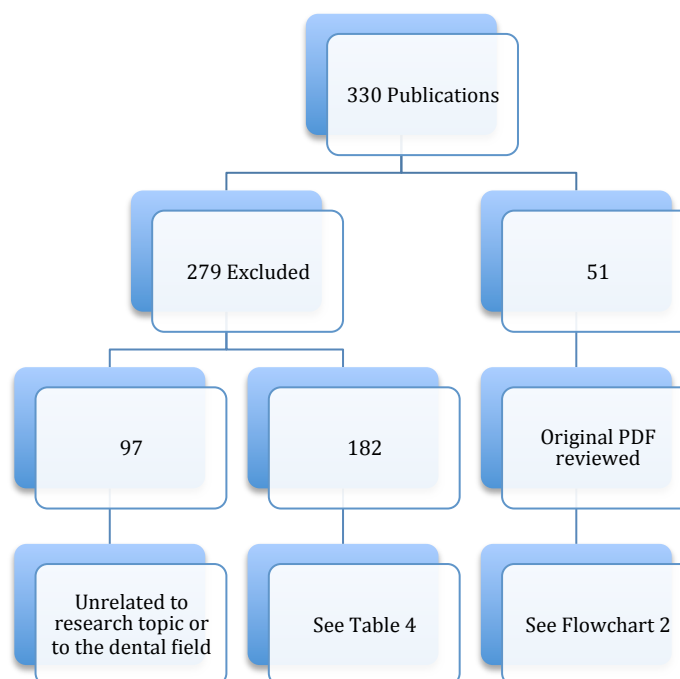 330 Publications
279 Excluded
51
97
182
Original PDF
reviewed
Unrelated to
research topic or
to the dental field
See Table 4
See Flowchart 2